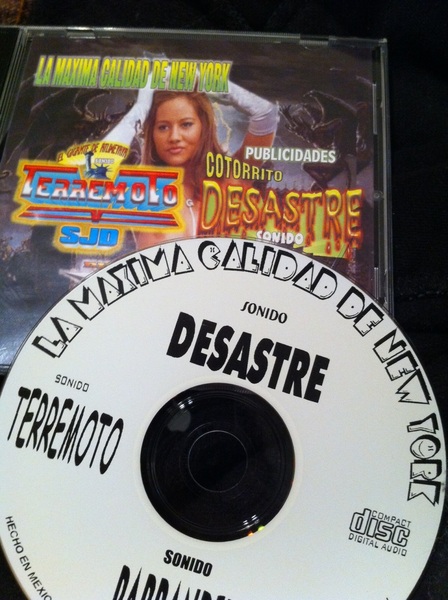 LA MAXIMA CALIDAD DE NEW YORK
PUBLICIDADES
COTORRITO
SONIDO
TERREMOTO
SJD
DESASTRE
SONIDO
LA MAXIMA CALIDAD DE NEW YORK
SONIDO
DESASTRE
SONIDO
TERREMOTO
COMPACT
disc
DIGITAL AUDIO
SONIDO
HECHO EN MEXICO